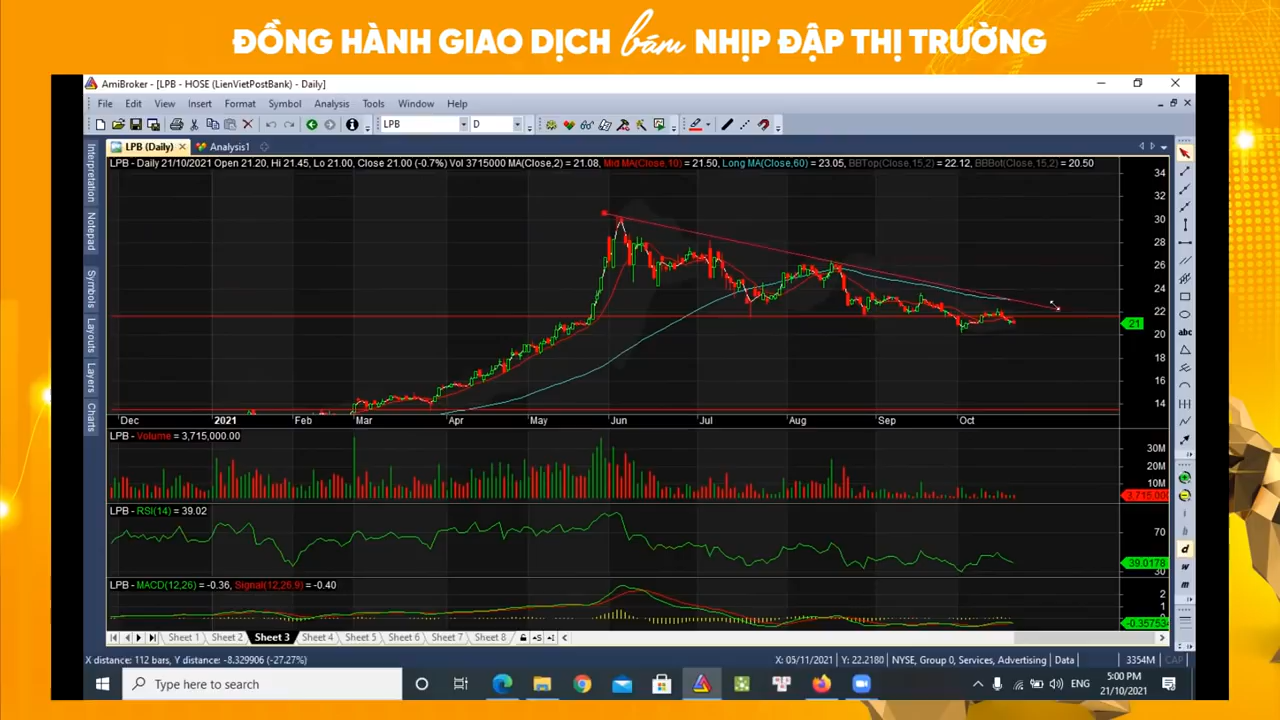 ĐỒNG HÀNH GIAO DỊCH bám NHỊP ĐẬP THỊ TRƯỜNG
AmiBroker - [LPB - HOSE (LienVietPostBank) - Daily]
File Edit View Insert Format Symbol Analysis Tools Window Help
LPB D
LPB (Daily) Analysis1
LPB - Daily 21/10/2021 Open 21.20, Hi 21.45, Lo 21.00, Close 21.00 (-0.7%) Vol 3715000 MA(Close,2) = 21.08, Mid MA(Close,10) = 21.50, Long MA(Close,60) = 23.05, BBTop(Close,15,2) = 22.12, BBBot(Close,15,2) = 20.50
Interpretation
Notepad
Symbols
Layouts
Layers
Charts
34
32
30
28
26
24
22
21
20
18
16
14
abc
Dec 2021 Feb Mar Apr May Jun Jul Aug Sep Oct
LPB - Volume = 3,715,000.00
30M
20M
10M
3,715,000
LPB - RSI(14) = 39.02
70
39.0178
30
d
w
m
LPB - MACD(12,26) = -0.36, Signal(12,26,9) = -0.40
2
1
-0.357534
Sheet 1 Sheet 2 Sheet 3 Sheet 4 Sheet 5 Sheet 6 Sheet 7 Sheet 8
X distance: 112 bars, Y distance: -8.329906 (-27.27%) X: 05/11/2021 Y: 22.2180 NYSE, Group 0, Services, Advertising Data 3354M CAP
Type here to search
ENG
5:00 PM
21/10/2021